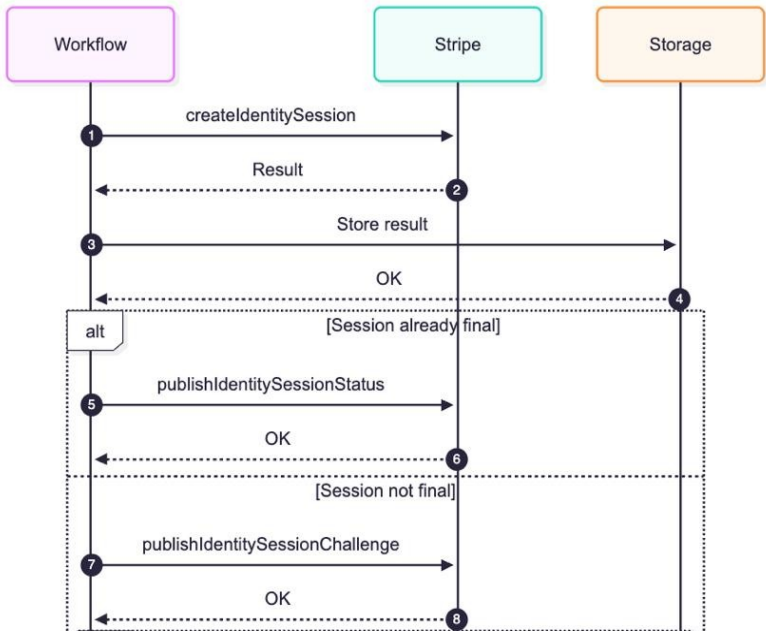 Workflow
Stripe
Storage
createIdentitySession
1
Result
2
Store result
3
OK
4
alt
[Session already final]
publishIdentitySessionStatus
5
OK
6
[Session not final]
publishIdentitySessionChallenge
7
OK
8